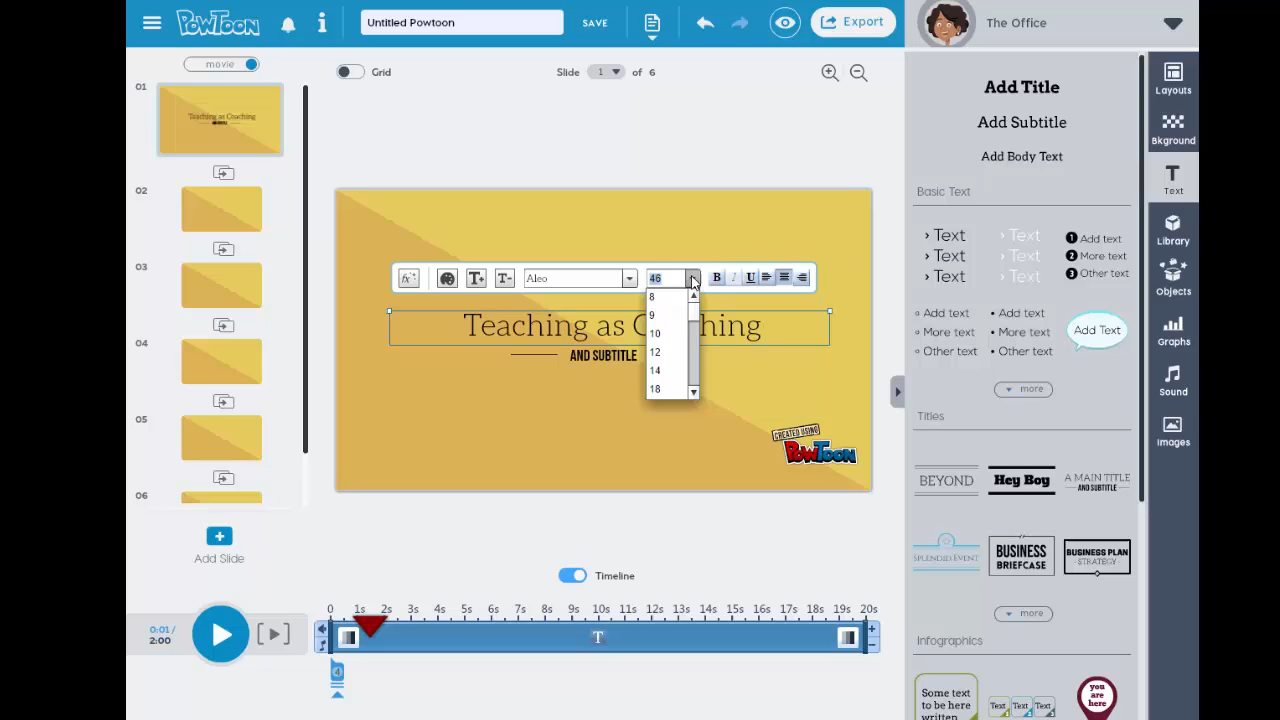 POWTOON
i
Untitled Powtoon
SAVE
Export
The Office
movie
Grid
Slide 1 of 6
01
Teaching as Coaching
02
03
04
05
06
Add Slide
fx
T+
T-
Aleo
46
B I U
8
9
10
12
14
18
Teaching as C
hing
AND SUBTITLE
CREATED USING
POWTOON
Timeline
0 1s 2s 3s 4s 5s 6s 7s 8s 9s 10s 11s 12s 13s 14s 15s 16s 17s 18s 19s 20s
0:01 /
2:00
T
Add Title
Add Subtitle
Add Body Text
Basic Text
› Text
› Text
› Text
› Text
› Text
› Text
1 Add text
2 More text
3 Other text
Add text
More text
Other text
• Add text
• More text
• Other text
Add Text
more
Titles
BEYOND
Hey Boy
A MAIN TITLE
AND SUBTITLE
SPLENDID EVENT
BUSINESS
BRIEFCASE
BUSINESS PLAN
STRATEGY
more
Infographics
Some text
to be here
written
Text Text Text
you
are
here
Layouts
Bkground
T
Text
Library
Objects
Graphs
Sound
Images